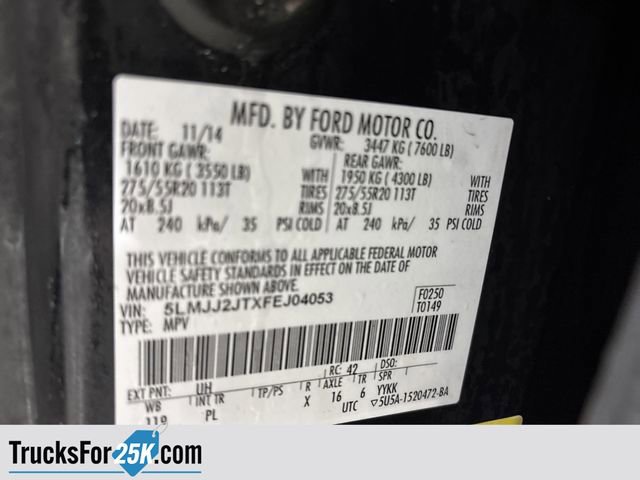 MFD. BY FORD MOTOR CO.
DATE: 11/14 GVWR: 3447 KG ( 7600 LB)
FRONT GAWR: REAR GAWR:
1610 KG ( 3550 LB) WITH 1950 KG ( 4300 LB) WITH
275/55R20 113T TIRES 275/55R20 113T TIRES
20x8.5J RIMS 20x8.5J RIMS
AT 240 kPa/ 35 PSI COLD AT 240 kPa/ 35 PSI COLD
THIS VEHICLE CONFORMS TO ALL APPLICABLE FEDERAL MOTOR
VEHICLE SAFETY STANDARDS IN EFFECT ON THE DATE OF
MANUFACTURE SHOWN ABOVE.
VIN: 5LMJJ2JTXFEJ04053 F0250
TYPE: MPV T0149
RC: 42 DSO:
EXT PNT: UH
WB INT TR TP/PS R AXLE TR SPR
119 PL X 16 6 YYKK
UTC ▽5U5A-1520472-BA
TrucksFor25K.com